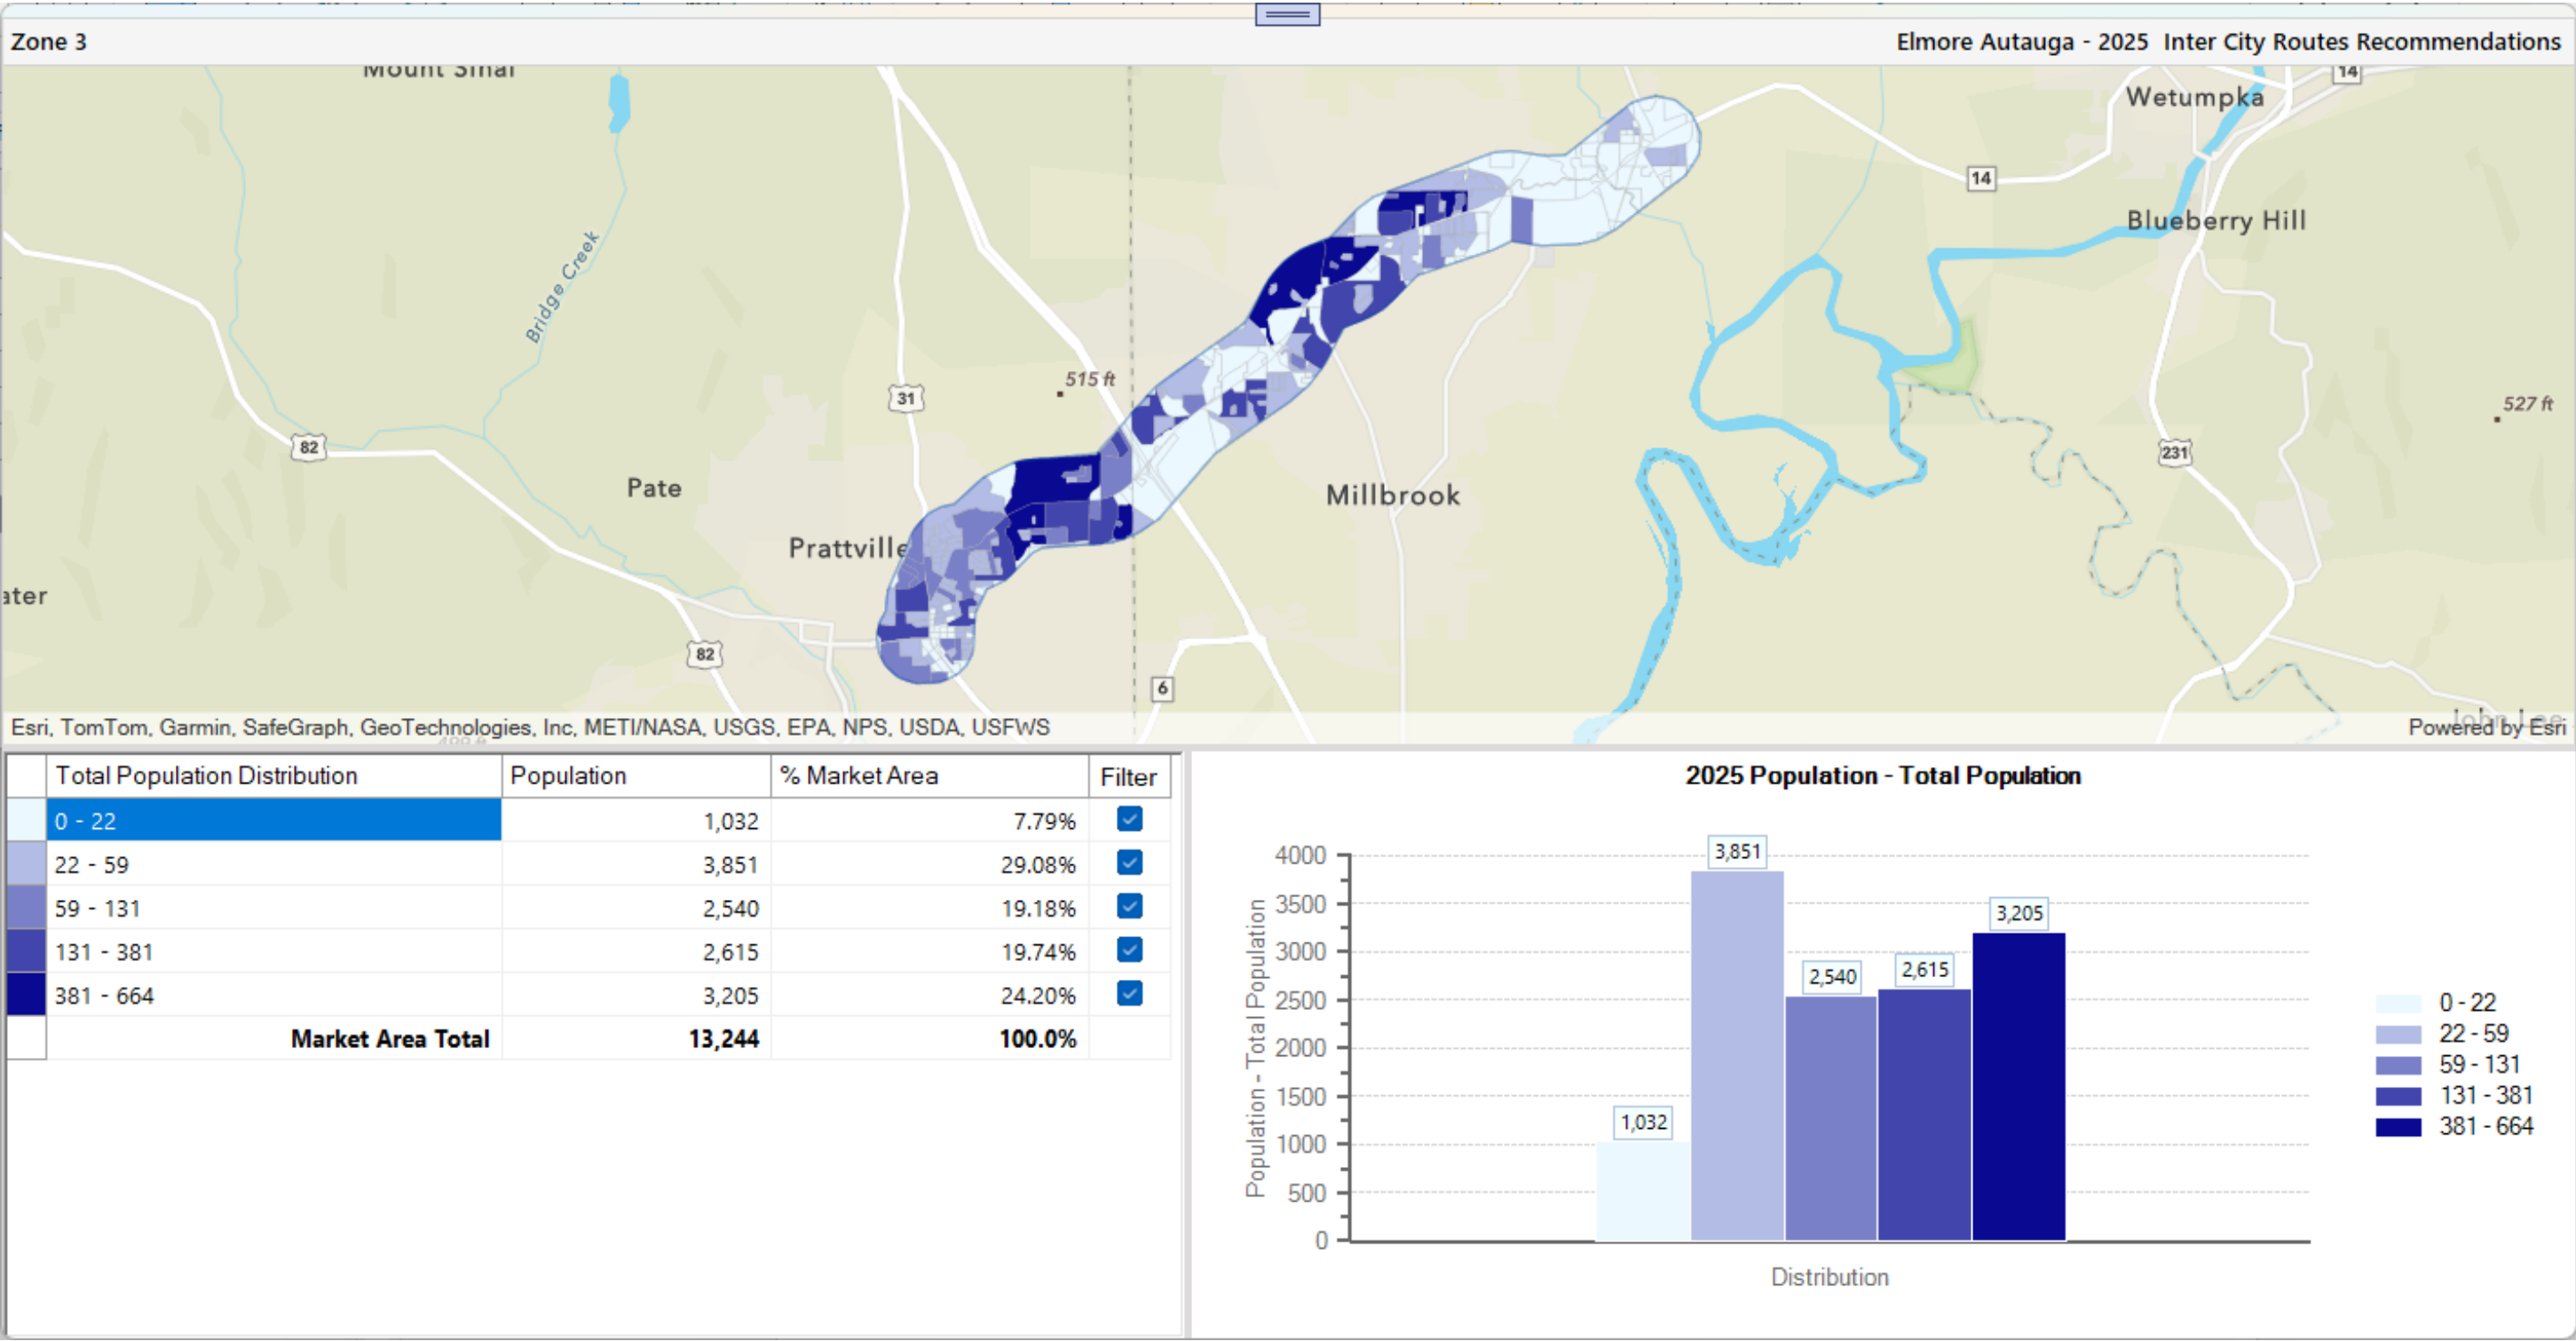 Zone 3
Elmore Autauga - 2025 Inter City Routes Recommendations
Mount Sinai
14
Wetumpka
14
Blueberry Hill
Bridge Creek
515 ft
31
527 ft
82
231
Pate
Millbrook
Prattville
ater
82
6
Esri, TomTom, Garmin, SafeGraph, GeoTechnologies, Inc, METI/NASA, USGS, EPA, NPS, USDA, USFWS
Powered by Esri
Total Population Distribution Population % Market Area Filter
0 - 22 1,032 7.79%
22 - 59 3,851 29.08%
59 - 131 2,540 19.18%
131 - 381 2,615 19.74%
381 - 664 3,205 24.20%
Market Area Total 13,244 100.0%
2025 Population - Total Population
Population - Total Population
4000
3500
3000
2500
2000
1500
1000
500
0
1,032
3,851
2,540
2,615
3,205
Distribution
0 - 22
22 - 59
59 - 131
131 - 381
381 - 664